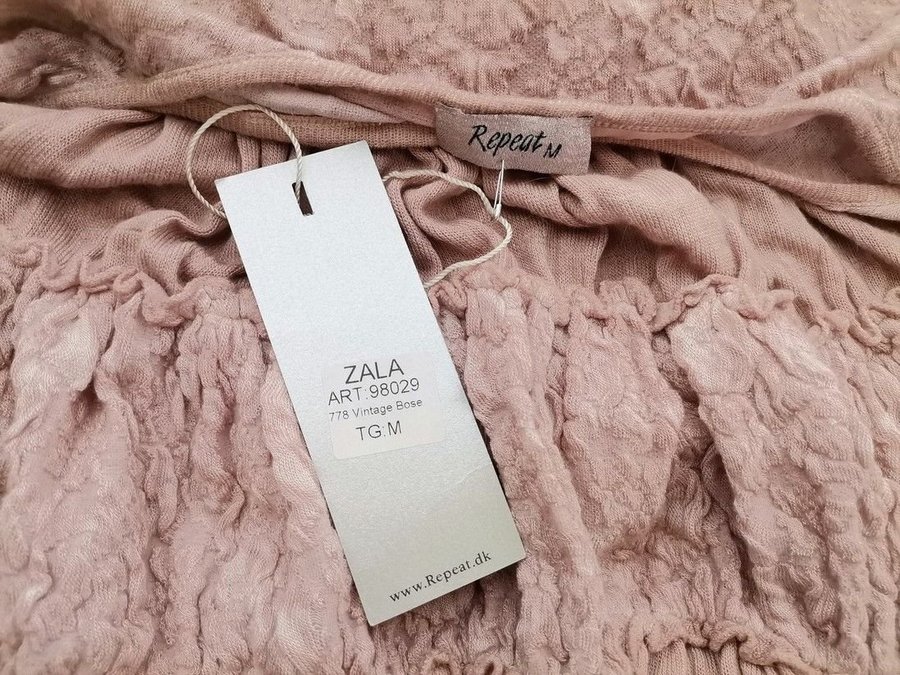 Repeat M
ZALA
ART:98029
778 Vintage Bose
TG:M
www.Repeat.dk